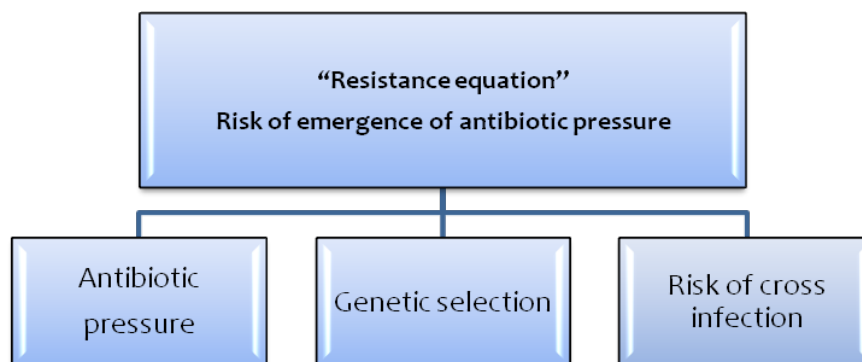 “Resistance equation”
Risk of emergence of antibiotic pressure
Antibiotic
pressure
Genetic selection
Risk of cross
infection